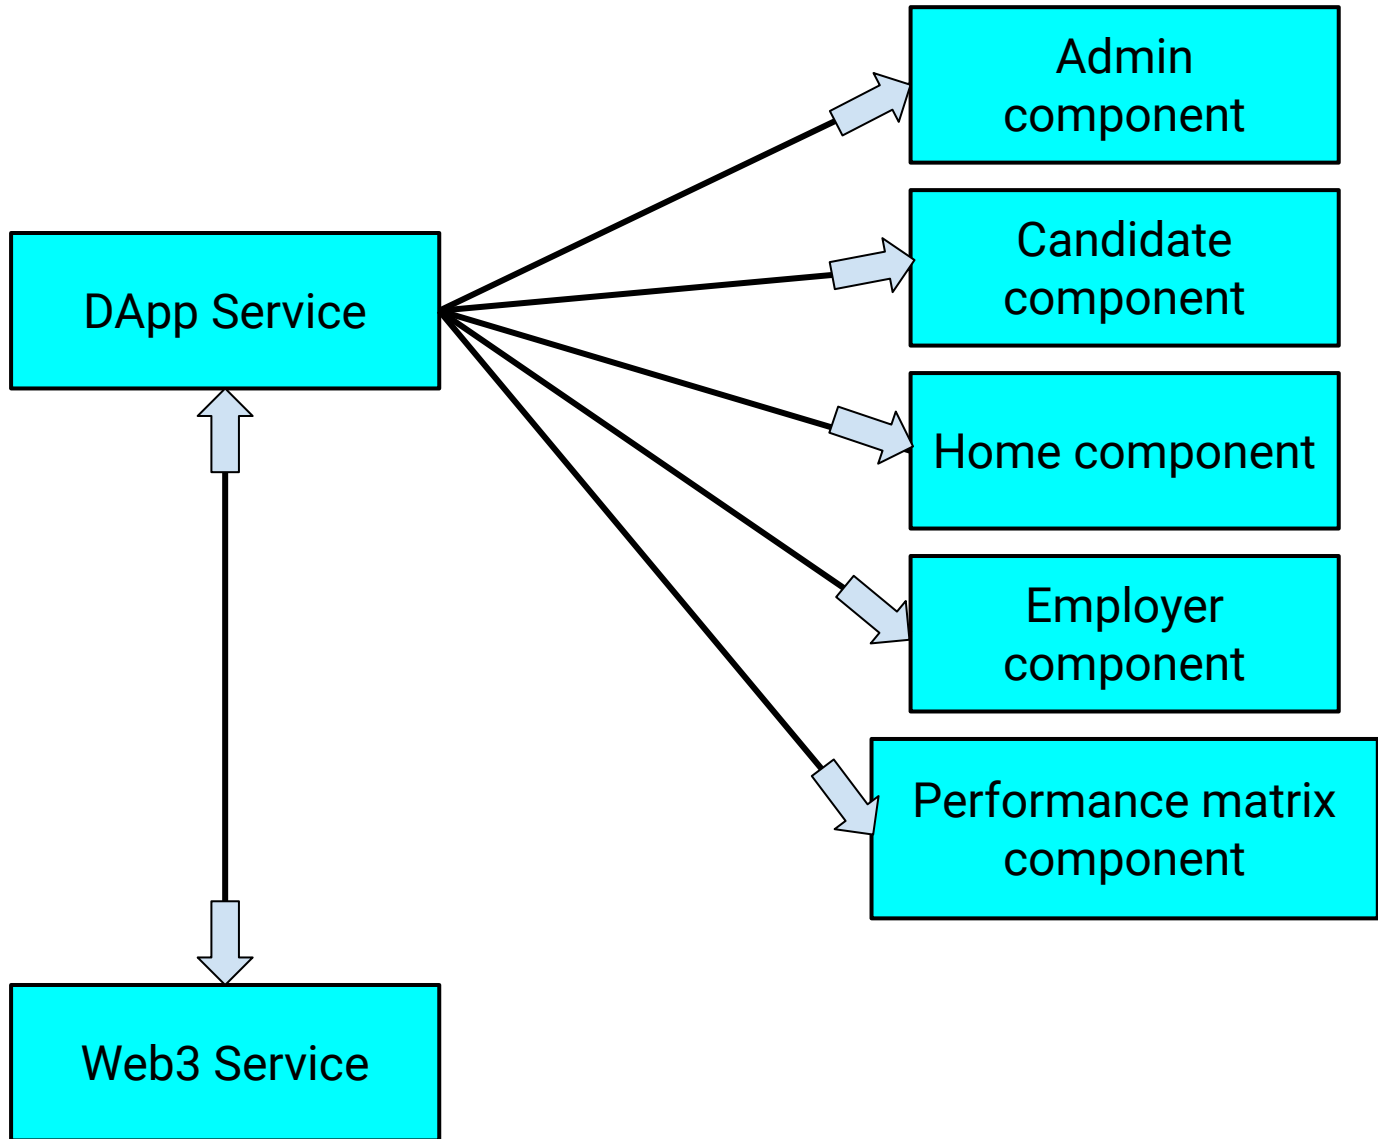 Admin
component
Candidate
component
DApp Service
Home component
Employer
component
Performance matrix
component
Web3 Service